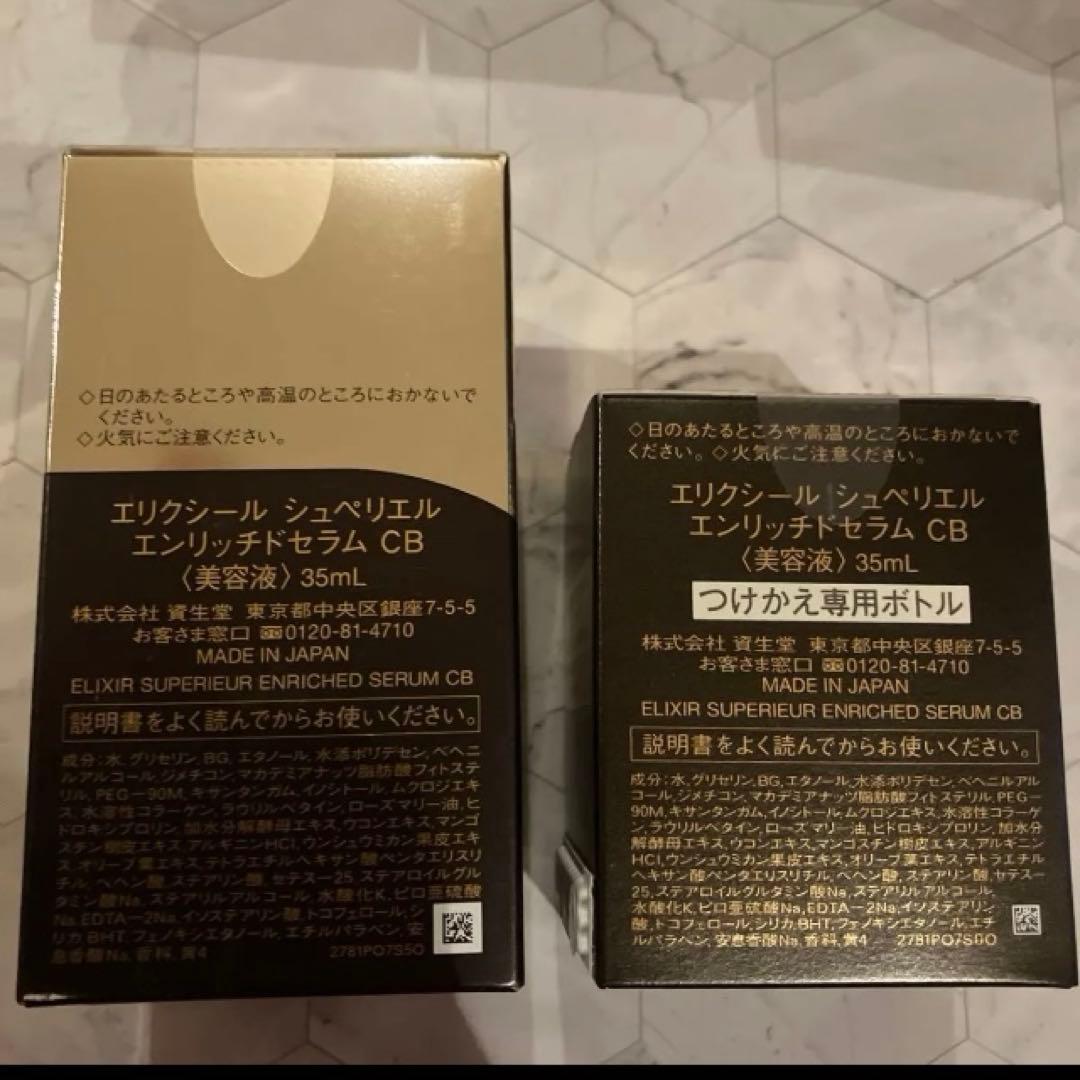 ◇日のあたるところや高温のところにおかないで
ください。
◇火気にご注意ください。
エリクシール シュペリエル
エンリッチドセラム CB
〈美容液〉35mL
株式会社 資生堂 東京都中央区銀座7-5-5
お客さま窓口 0120-81-4710
MADE IN JAPAN
ELIXIR SUPERIEUR ENRICHED SERUM CB
説明書をよく読んでからお使いください。
成分:水,グリセリン,BG,エタノール,水添ポリデセン,ベヘニ
ルアルコール,ジメチコン,マカデミアナッツ脂肪酸フィトステ
リル,PEG-90M,キサンタンガム,イノシトール,ムクロジエキ
ス,水溶性コラーゲン,ラウリルベタイン,ローズマリー油,ヒ
ドロキシプロリン,加水分解酵母エキス,ウコンエキス,マンゴ
スチン樹皮エキス,アルギニンHCl,ウンシュウミカン果皮エキ
ス,オリーブ葉エキス,テトラエチルヘキサン酸ペンタエリスリ
チル,ベヘン酸,ステアリン酸,セテス-25,ステアロイルグル
タミン酸Na,ステアリルアルコール,水酸化K,ピロ亜硫酸
Na,EDTA-2Na,イソステアリン酸,トコフェロール,シ
リカ,BHT,フェノキシエタノール,エチルパラベン,安
息香酸Na,香料,黄4 2781PO7S5O
◇日のあたるところや高温のところにおかないで
ください。◇火気にご注意ください。
エリクシール シュペリエル
エンリッチドセラム CB
〈美容液〉35mL
つけかえ専用ボトル
株式会社 資生堂 東京都中央区銀座7-5-5
お客さま窓口 0120-81-4710
MADE IN JAPAN
ELIXIR SUPERIEUR ENRICHED SERUM CB
説明書をよく読んでからお使いください。
成分:水,グリセリン,BG,エタノール,水添ポリデセン,ベヘニルアル
コール,ジメチコン,マカデミアナッツ脂肪酸フィトステリル,PEG-
90M,キサンタンガム,イノシトール,ムクロジエキス,水溶性コラーゲ
ン,ラウリルベタイン,ローズマリー油,ヒドロキシプロリン,加水分
解酵母エキス,ウコンエキス,マンゴスチン樹皮エキス,アルギニン
HCl,ウンシュウミカン果皮エキス,オリーブ葉エキス,テトラエチル
ヘキサン酸ペンタエリスリチル,ベヘン酸,ステアリン酸,セテス-
25,ステアロイルグルタミン酸Na,ステアリルアルコール,
水酸化K,ピロ亜硫酸Na,EDTA-2Na,イソステアリン
酸,トコフェロール,シリカ,BHT,フェノキシエタノール,エチ
ルパラベン,安息香酸Na,香料,黄4